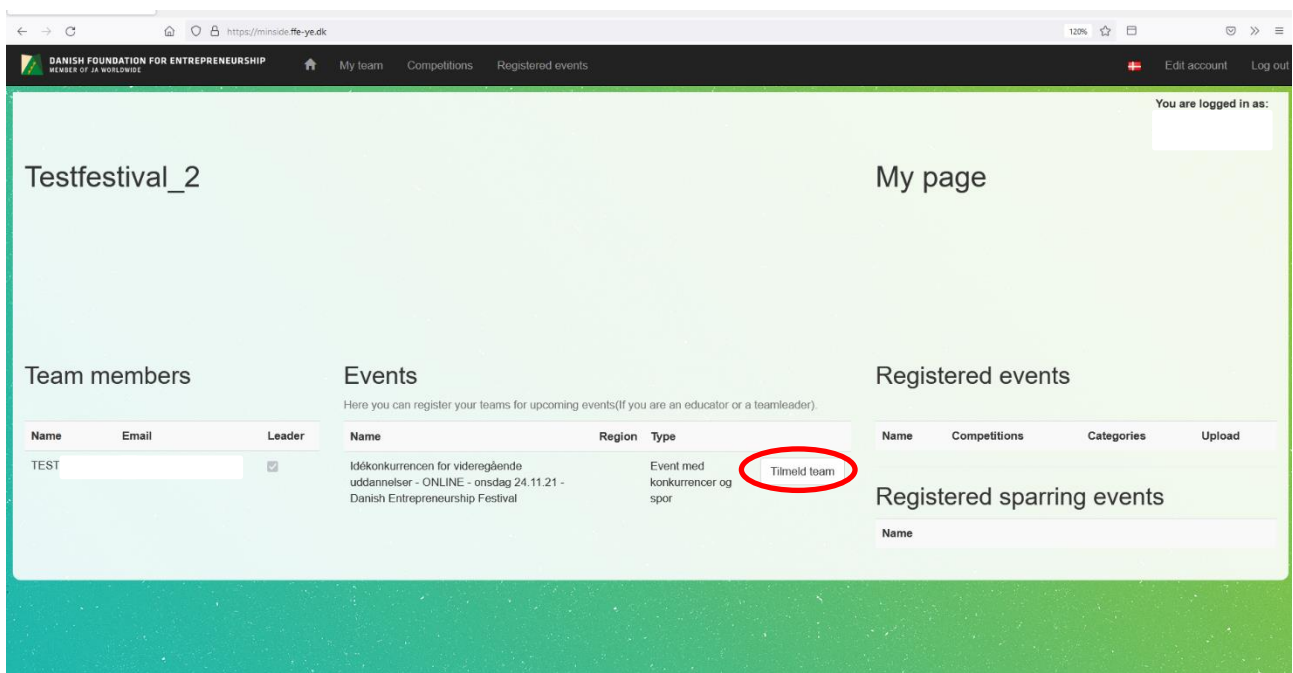 https://minside.ffe-ye.dk
120%
DANISH FOUNDATION FOR ENTREPRENEURSHIP
MEMBER OF JA WORLDWIDE
My team Competitions Registered events
Edit account Log out
You are logged in as:
Testfestival_2
My page
Team members
Name Email Leader
TEST
Events
Here you can register your teams for upcoming events(If you are an educator or a teamleader).
Name Region Type
Idékonkurrencen for videregående
uddannelser - ONLINE - onsdag 24.11.21 -
Danish Entrepreneurship Festival
Event med
konkurrencer og
spor
Tilmeld team
Registered events
Name Competitions Categories Upload
Registered sparring events
Name